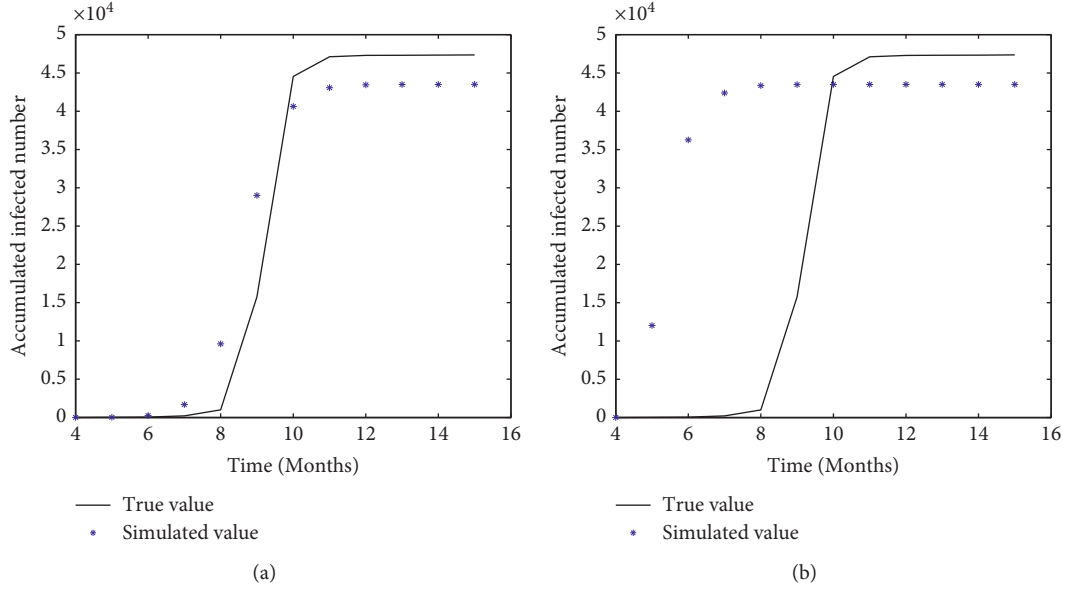 ×10⁴
5
4.5
4
3.5
3
2.5
2
1.5
1
0.5
0
4 6 8 10 12 14 16
Accumulated infected number
Time (Months)
True value
Simulated value
(a)
×10⁴
5
4.5
4
3.5
3
2.5
2
1.5
1
0.5
0
4 6 8 10 12 14 16
Accumulated infected number
Time (Months)
True value
Simulated value
(b)